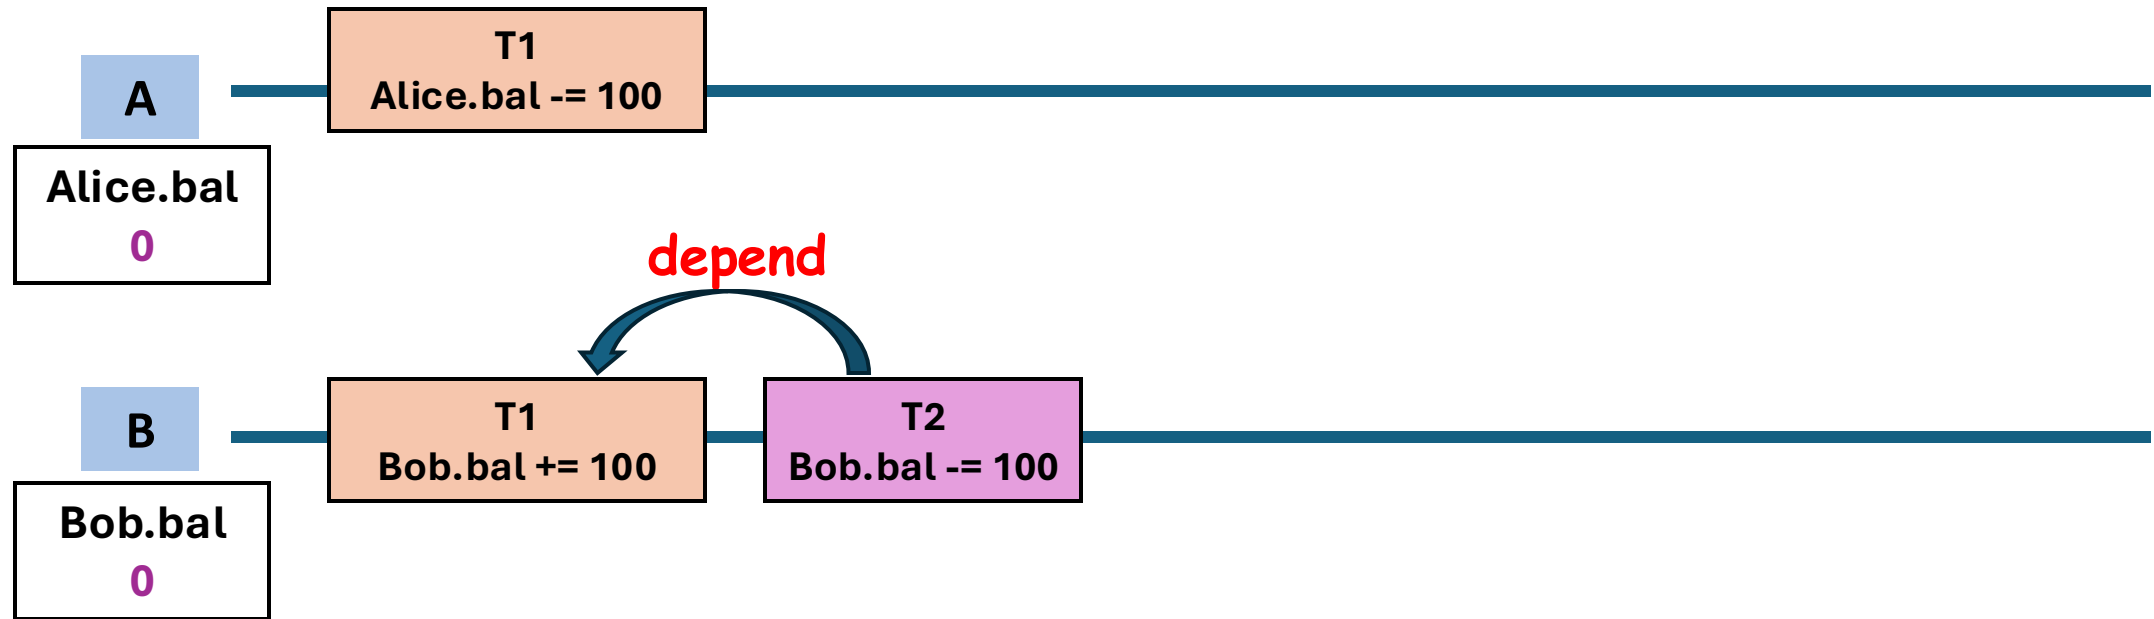 T1
Alice.bal -= 100
A
Alice.bal
0
depend
T1
Bob.bal += 100
T2
Bob.bal -= 100
B
Bob.bal
0